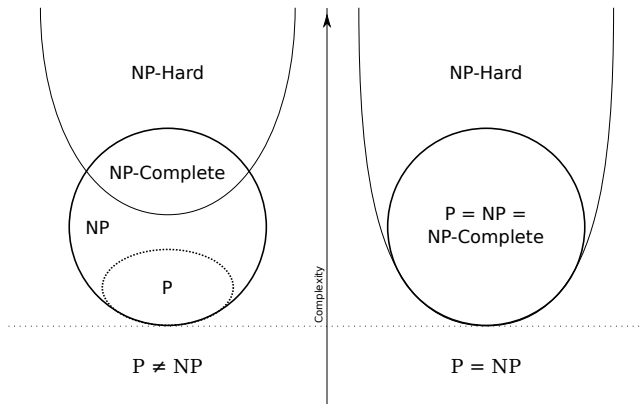 NP-Hard
NP-Complete
NP
P
P ≠ NP
Complexity
NP-Hard
P = NP =
NP-Complete
P = NP